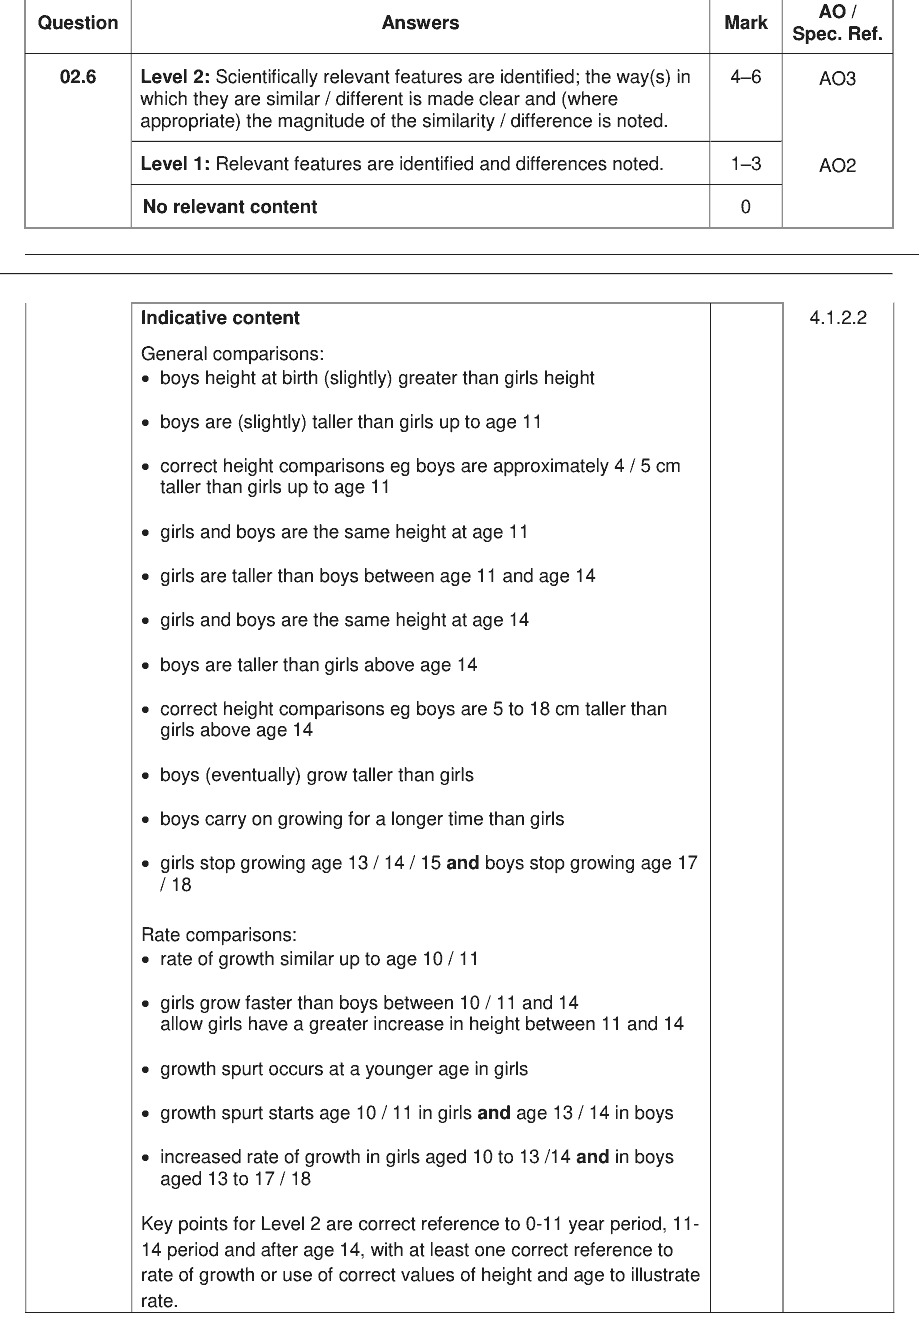 Question Answers Mark AO /
Spec. Ref.
02.6 Level 2: Scientifically relevant features are identified; the way(s) in 4–6 AO3
which they are similar / different is made clear and (where
appropriate) the magnitude of the similarity / difference is noted.
Level 1: Relevant features are identified and differences noted. 1–3 AO2
No relevant content 0
Indicative content 4.1.2.2
General comparisons:
• boys height at birth (slightly) greater than girls height
• boys are (slightly) taller than girls up to age 11
• correct height comparisons eg boys are approximately 4 / 5 cm
taller than girls up to age 11
• girls and boys are the same height at age 11
• girls are taller than boys between age 11 and age 14
• girls and boys are the same height at age 14
• boys are taller than girls above age 14
• correct height comparisons eg boys are 5 to 18 cm taller than
girls above age 14
• boys (eventually) grow taller than girls
• boys carry on growing for a longer time than girls
• girls stop growing age 13 / 14 / 15 and boys stop growing age 17
/ 18
Rate comparisons:
• rate of growth similar up to age 10 / 11
• girls grow faster than boys between 10 / 11 and 14
allow girls have a greater increase in height between 11 and 14
• growth spurt occurs at a younger age in girls
• growth spurt starts age 10 / 11 in girls and age 13 / 14 in boys
• increased rate of growth in girls aged 10 to 13 /14 and in boys
aged 13 to 17 / 18
Key points for Level 2 are correct reference to 0-11 year period, 11-
14 period and after age 14, with at least one correct reference to
rate of growth or use of correct values of height and age to illustrate
rate.